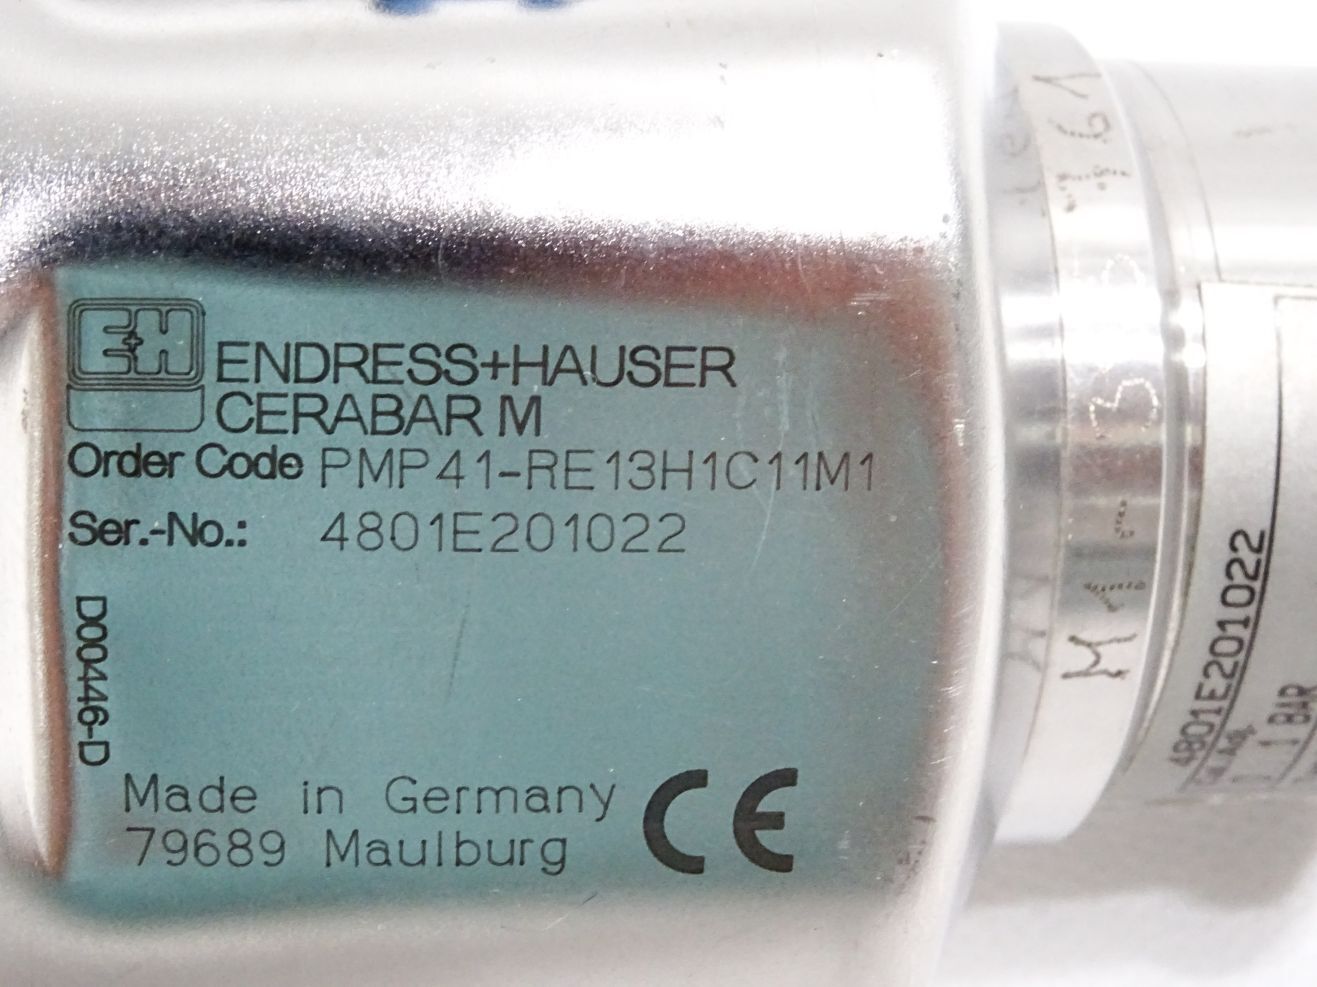 E+H
ENDRESS+HAUSER
CERABAR M
Order Code PMP41-RE13H1C11M1
Ser.-No.: 4801E201022
D00446-D
Made in Germany
79689 Maulburg
CE
4801E201022
1 BAR